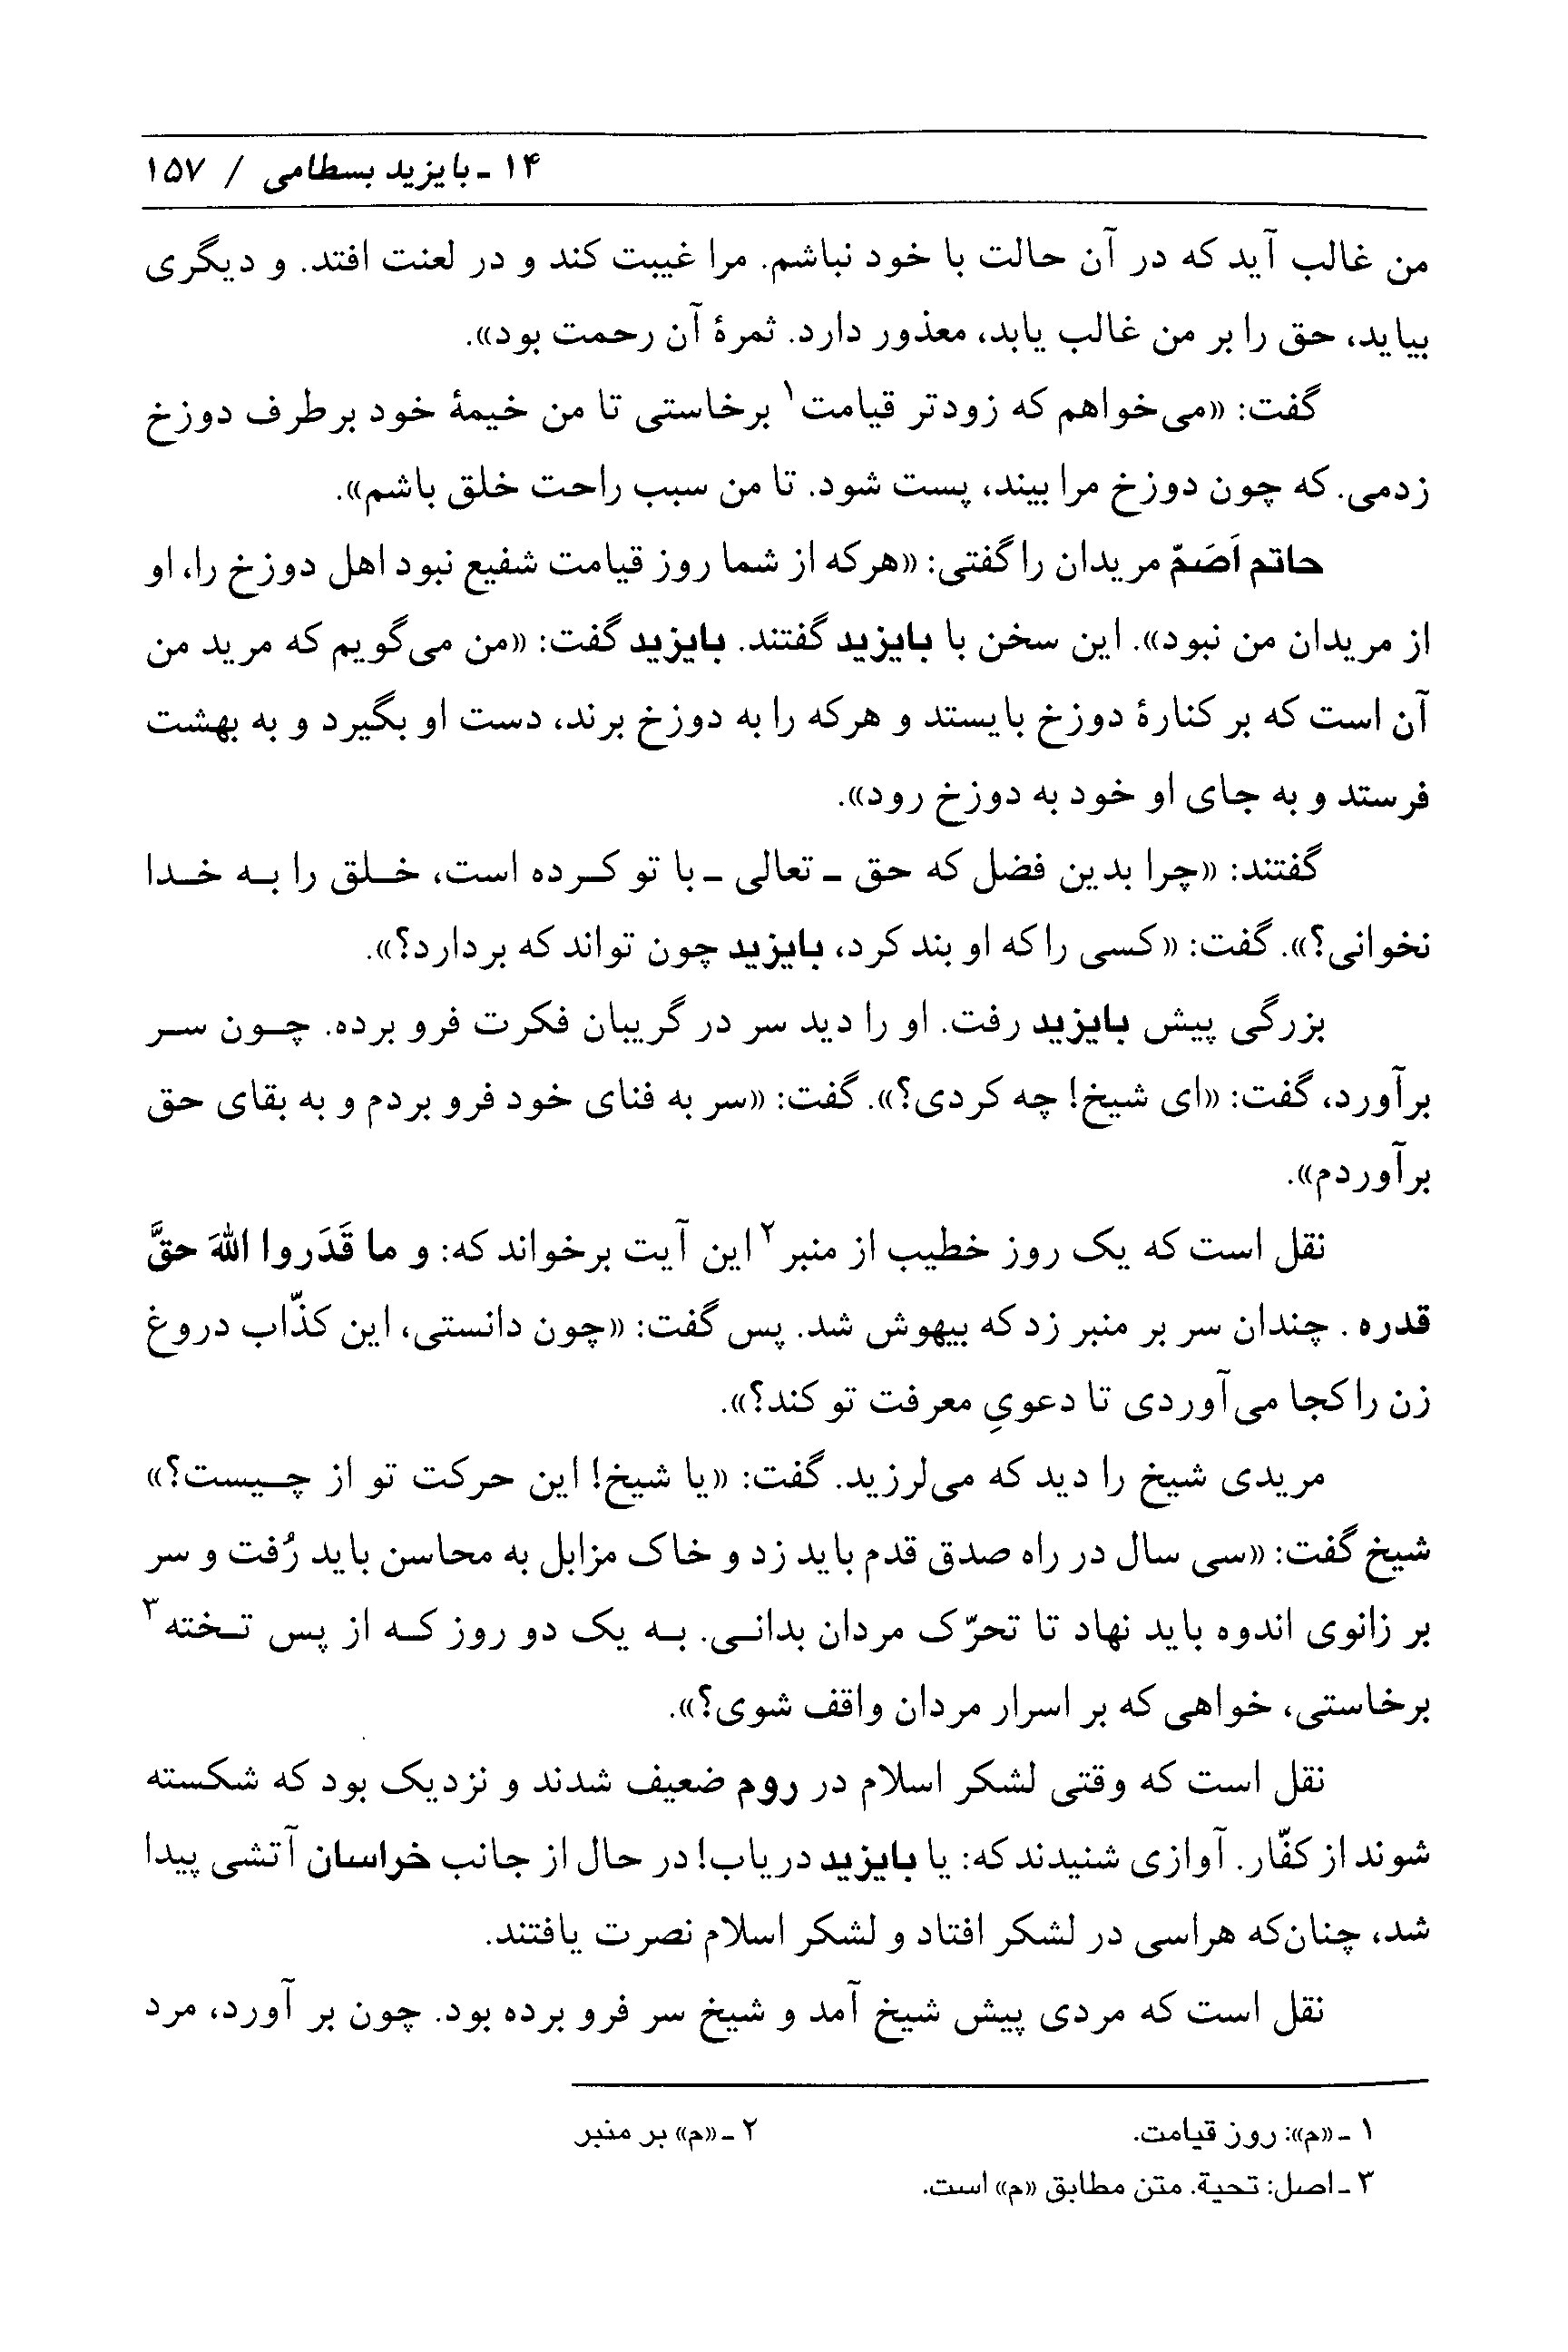 ۱۴ ـ بایزید بسطامی / ۱۵۷
من غالب آید که در آن حالت با خود نباشم. مرا غیبت کند و در لعنت افتد. و دیگری
بیاید، حق را بر من غالب یابد، معذور دارد. ثمرهٔ آن رحمت بود».
گفت: «می‌خواهم که زودتر قیامت۱ برخاستی تا من خیمهٔ خود بر طرف دوزخ
زدمی. که چون دوزخ مرا بیند، پست شود. تا من سبب راحت خلق باشم».
حاتم اَصَمّ مریدان را گفتی: «هرکه از شما روز قیامت شفیع نبود اهل دوزخ را، او
از مریدان من نبود». این سخن با بایزید گفتند. بایزید گفت: «من می‌گویم که مرید من
آن است که بر کنارهٔ دوزخ بایستد و هرکه را به دوزخ برند، دست او بگیرد و به بهشت
فرستد و به جای او خود به دوزخ رود».
گفتند: «چرا بدین فضل که حق ـ تعالی ـ با تو کرده است، خلق را به خدا
نخوانی؟». گفت: «کسی را که او بند کرد، بایزید چون تواند که بردارد؟».
بزرگی پیش بایزید رفت. او را دید سر در گریبان فکرت فرو برده. چون سر
برآورد، گفت: «ای شیخ! چه کردی؟». گفت: «سر به فنای خود فرو بردم و به بقای حق
برآوردم».
نقل است که یک روز خطیب از منبر۲ این آیت برخواند که: و ما قَدَروا اللهَ حقَّ
قدره . چندان سر بر منبر زد که بیهوش شد. پس گفت: «چون دانستی، این کذّاب دروغ
زن را کجا می‌آوردی تا دعویِ معرفت تو کند؟».
مریدی شیخ را دید که می‌لرزید. گفت: «یا شیخ! این حرکت تو از چیست؟»
شیخ گفت: «سی سال در راه صدق قدم باید زد و خاک مزابل به محاسن باید رُفت و سر
بر زانوی اندوه باید نهاد تا تحرّک مردان بدانی. به یک دو روز که از پس تخته۳
برخاستی، خواهی که بر اسرار مردان واقف شوی؟».
نقل است که وقتی لشکر اسلام در روم ضعیف شدند و نزدیک بود که شکسته
شوند از کفّار. آوازی شنیدند که: یا بایزید دریاب! در حال از جانب خراسان آتشی پیدا
شد، چنان‌که هراسی در لشکر افتاد و لشکر اسلام نصرت یافتند.
نقل است که مردی پیش شیخ آمد و شیخ سر فرو برده بود. چون بر آورد، مرد
۱ ـ «م»: روز قیامت.
۲ ـ «م» بر منبر
۳ ـ اصل: تحیة. متن مطابق «م» است.